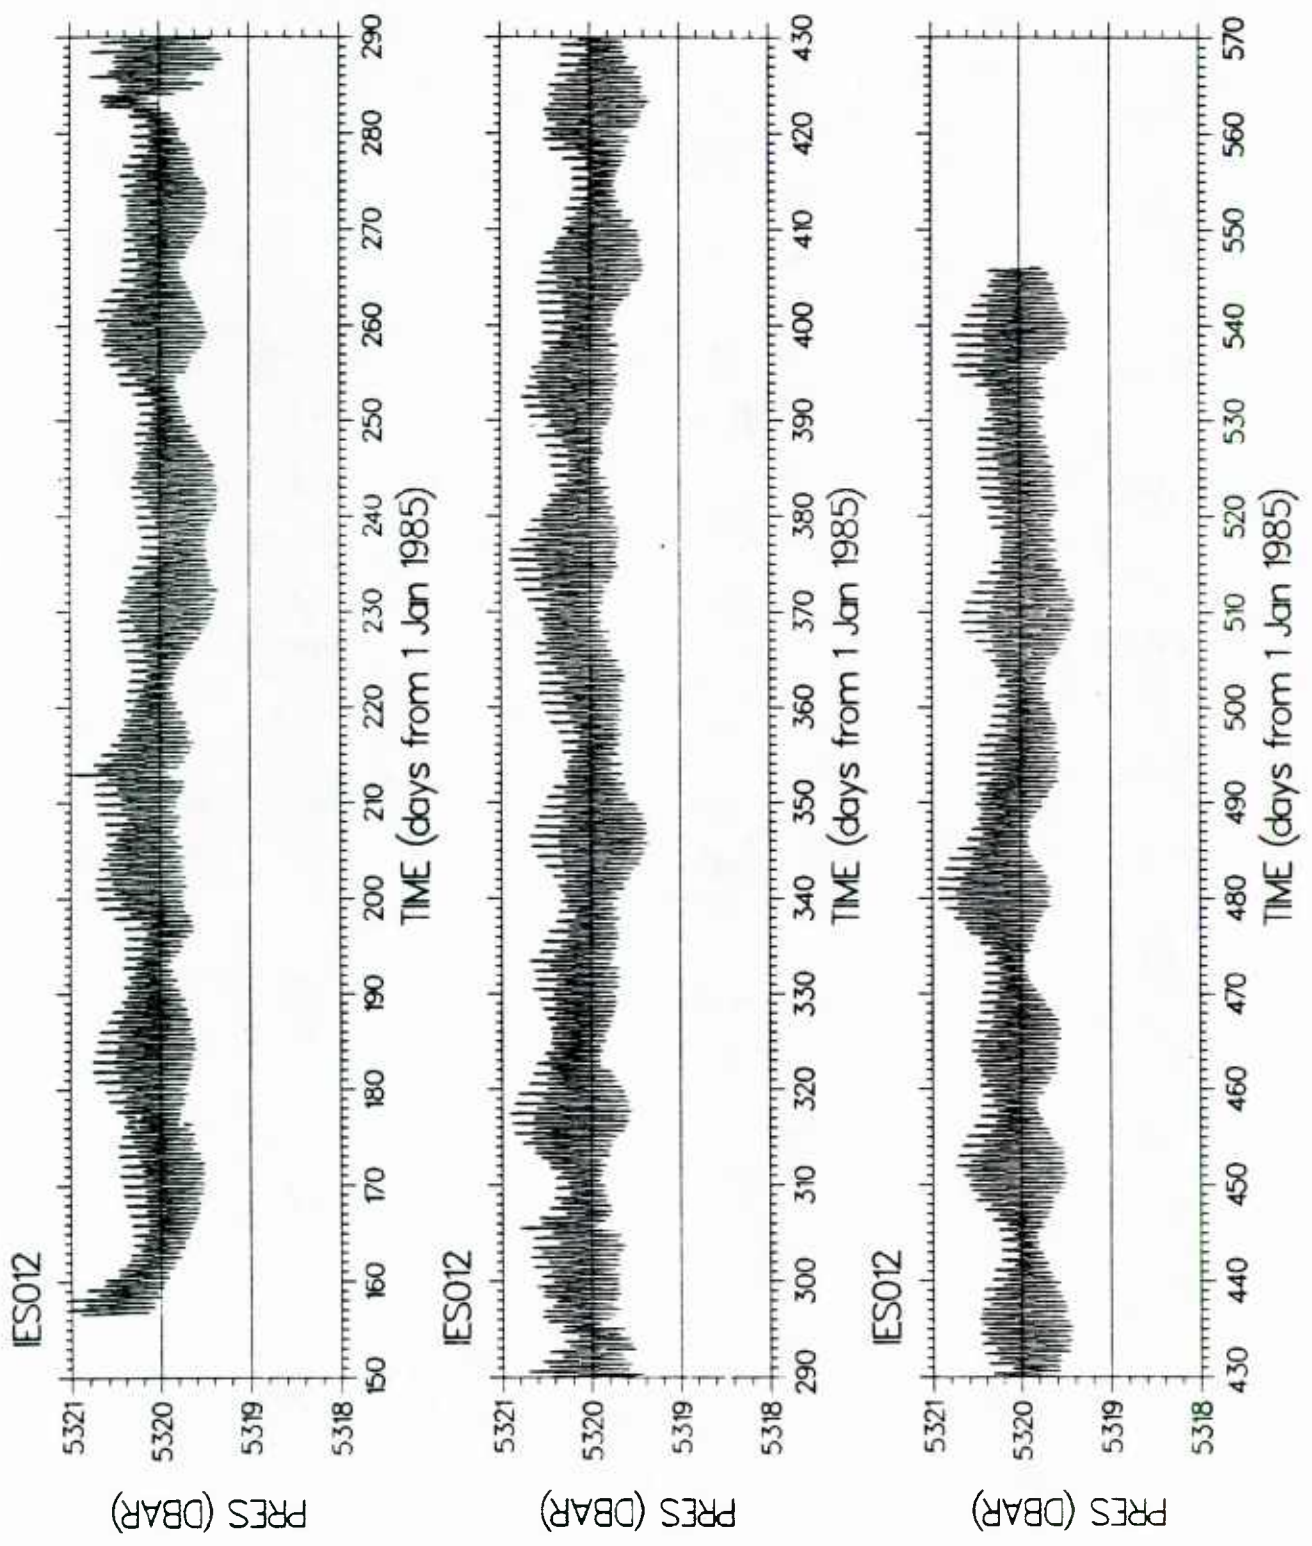 IES012
PRES (DBAR)
5321
5320
5319
5318
150 160 170 180 190 200 210 220 230 240 250 260 270 280 290
TIME (days from 1 Jan 1985)
IES012
PRES (DBAR)
5321
5320
5319
5318
290 300 310 320 330 340 350 360 370 380 390 400 410 420 430
TIME (days from 1 Jan 1985)
IES012
PRES (DBAR)
5321
5320
5319
5318
430 440 450 460 470 480 490 500 510 520 530 540 550 560 570
TIME (days from 1 Jan 1985)